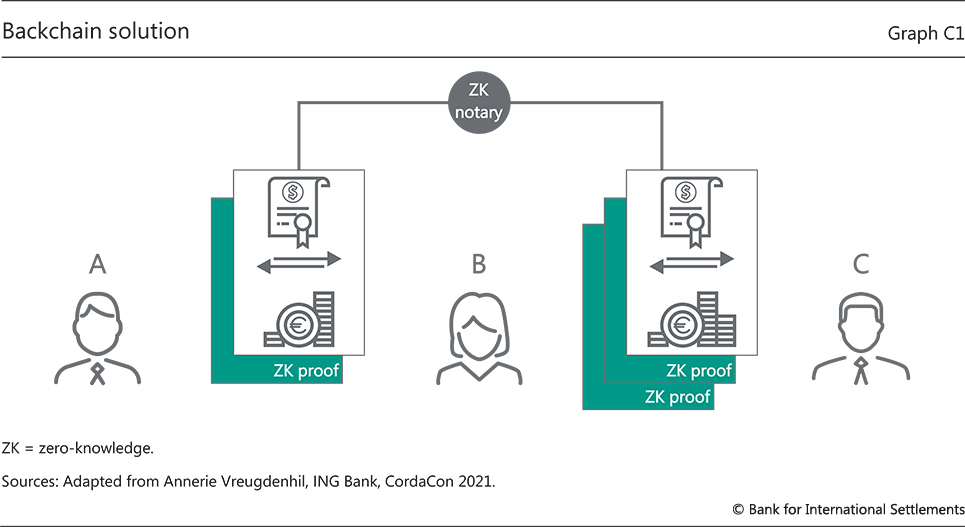 Backchain solution
Graph C1
ZK
notary
$
$
A
B
C
€
€
ZK proof
ZK proof
ZK proof
ZK = zero-knowledge.
Sources: Adapted from Annerie Vreugdenhil, ING Bank, CordaCon 2021.
© Bank for International Settlements